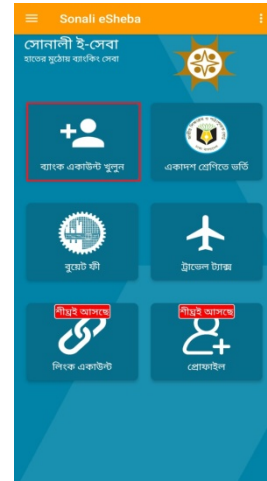 Sonali eSheba
সোনালী ই-সেবা
হাতের মুঠোয় ব্যাংকিং সেবা
ব্যাংক একাউন্ট খুলুন
একাদশ শ্রেণিতে ভর্তি
বুয়েট ফী
ট্রাভেল ট্যাক্স
শীঘ্রই আসছে
শীঘ্রই আসছে
লিংক একাউন্ট
প্রোফাইল